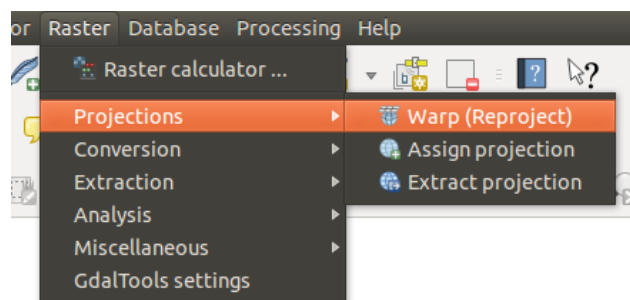 or Raster Database Processing Help
Raster calculator ...
Projections
Warp (Reproject)
Conversion
Assign projection
Extraction
Extract projection
Analysis
Miscellaneous
GdalTools settings